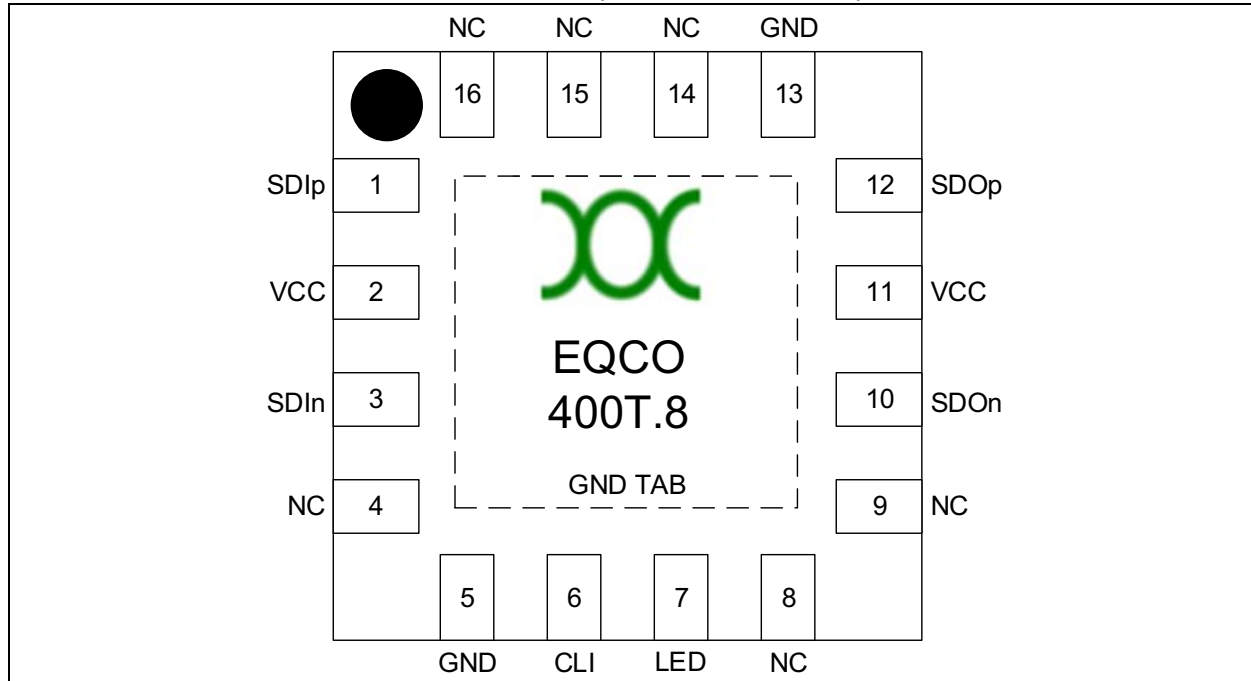 NC NC NC GND
16 15 14 13
SDIp 1 12 SDOp
VCC 2 11 VCC
EQCO
400T.8
SDIn 3 10 SDOn
GND TAB
NC 4 9 NC
5 6 7 8
GND CLI LED NC